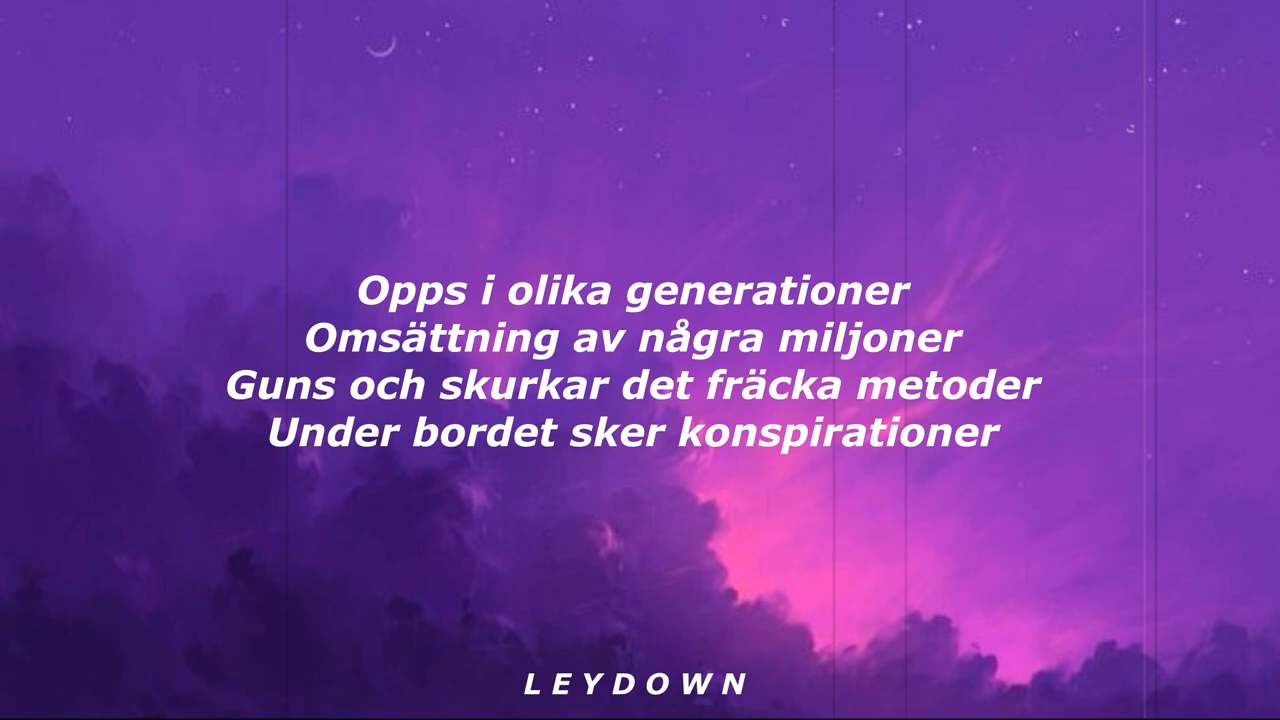 Opps i olika generationer
Omsättning av några miljoner
Guns och skurkar det fräcka metoder
Under bordet sker konspirationer
LEYDOWN